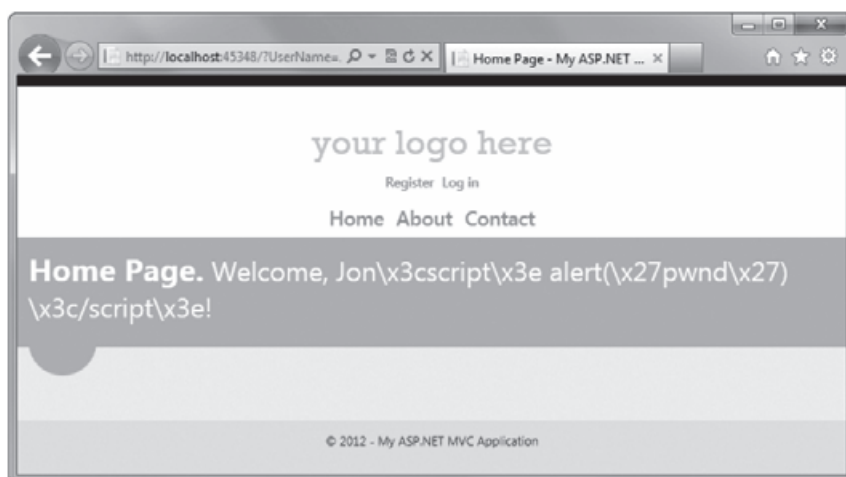 http://localhost:45348/?UserName=.
Home Page - My ASP.NET ...
your logo here
Register Log in
Home About Contact
Home Page. Welcome, Jon\x3cscript\x3e alert(\x27pwnd\x27)
\x3c/script\x3e!
© 2012 - My ASP.NET MVC Application